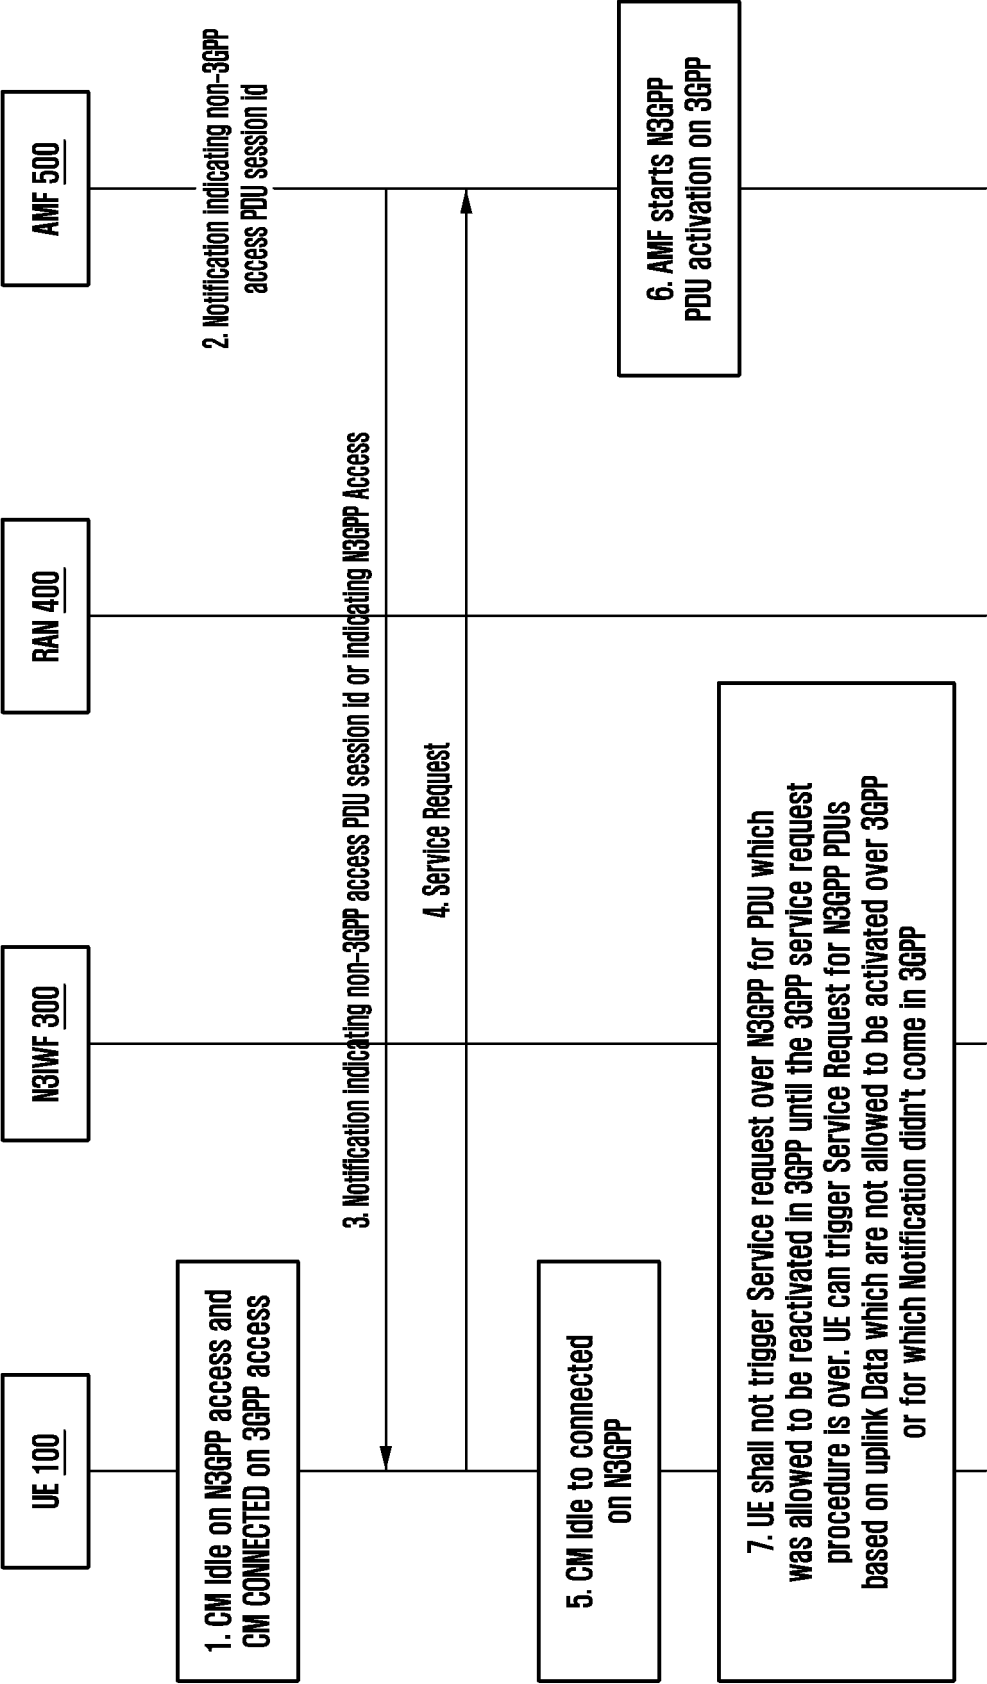 UE 100
N3IWF 300
RAN 400
AMF 500
1. CM Idle on N3GPP access and
CM CONNECTED on 3GPP access
2. Notification indicating non-3GPP
access PDU session id
3. Notification indicating non-3GPP access PDU session id or indicating N3GPP Access
4. Service Request
5. CM Idle to connected
on N3GPP
6. AMF starts N3GPP
PDU activation on 3GPP
7. UE shall not trigger Service request over N3GPP for PDU which
was allowed to be reactivated in 3GPP until the 3GPP service request
procedure is over. UE can trigger Service Request for N3GPP PDUs
based on uplink Data which are not allowed to be activated over 3GPP
or for which Notification didn't come in 3GPP